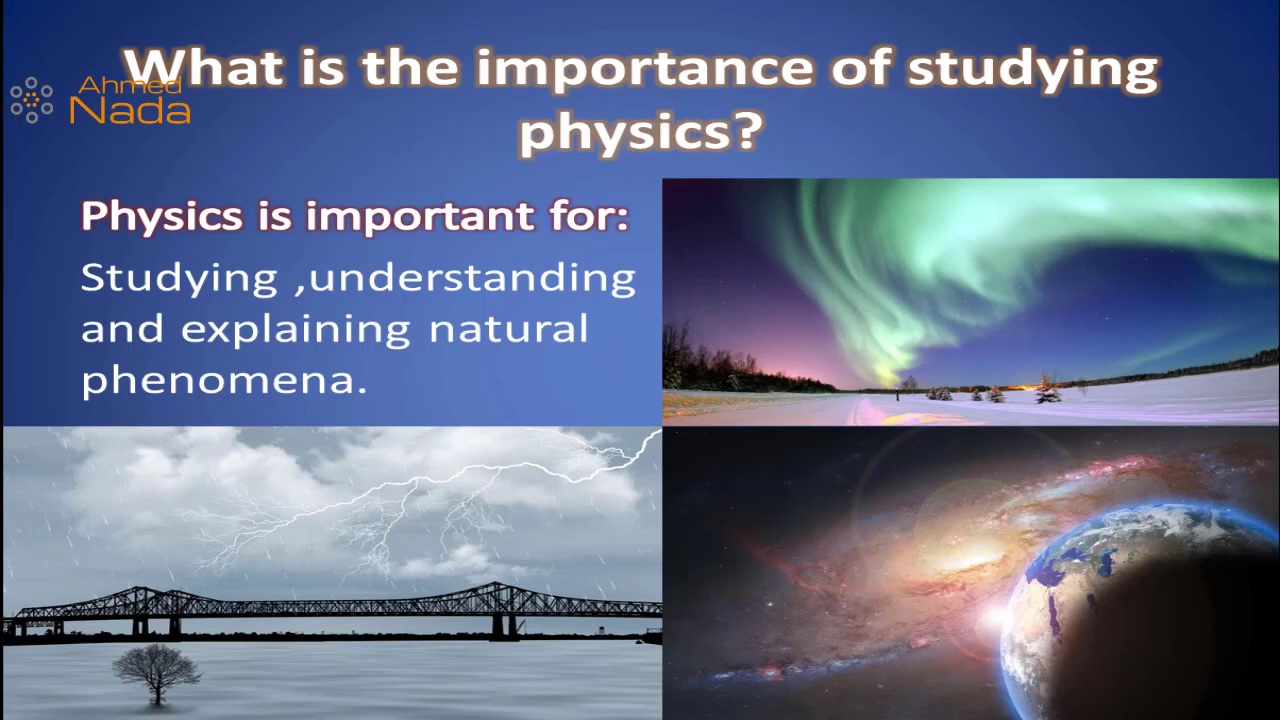 What is the importance of studying
physics?
Ahmed
Nada
Physics is important for:
Studying ,understanding
and explaining natural
phenomena.